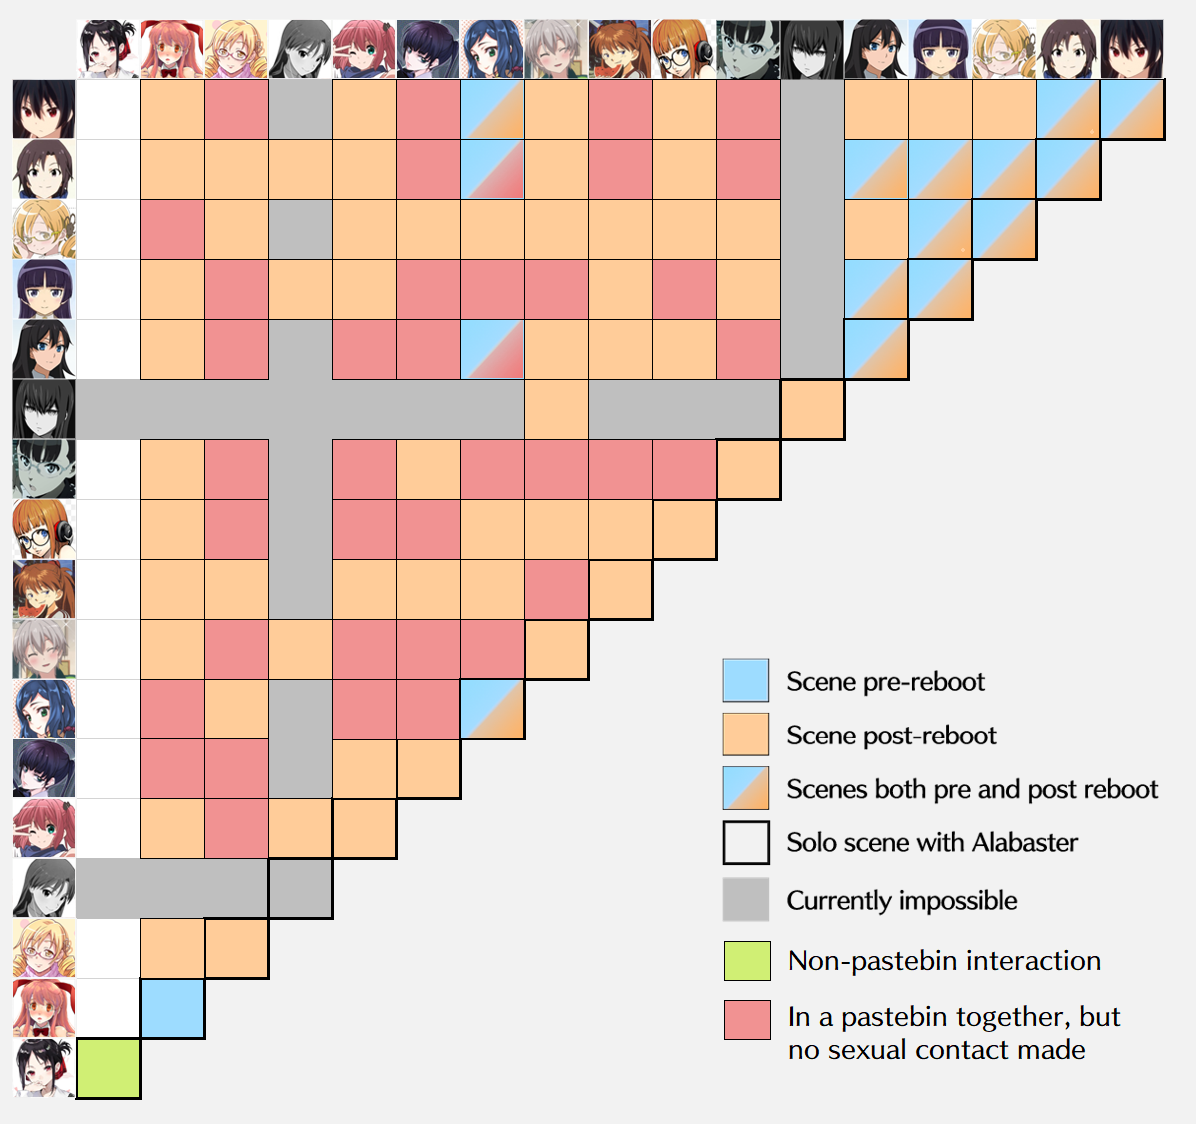 Scene pre-reboot
Scene post-reboot
Scenes both pre and post reboot
Solo scene with Alabaster
Currently impossible
Non-pastebin interaction
In a pastebin together, but
no sexual contact made